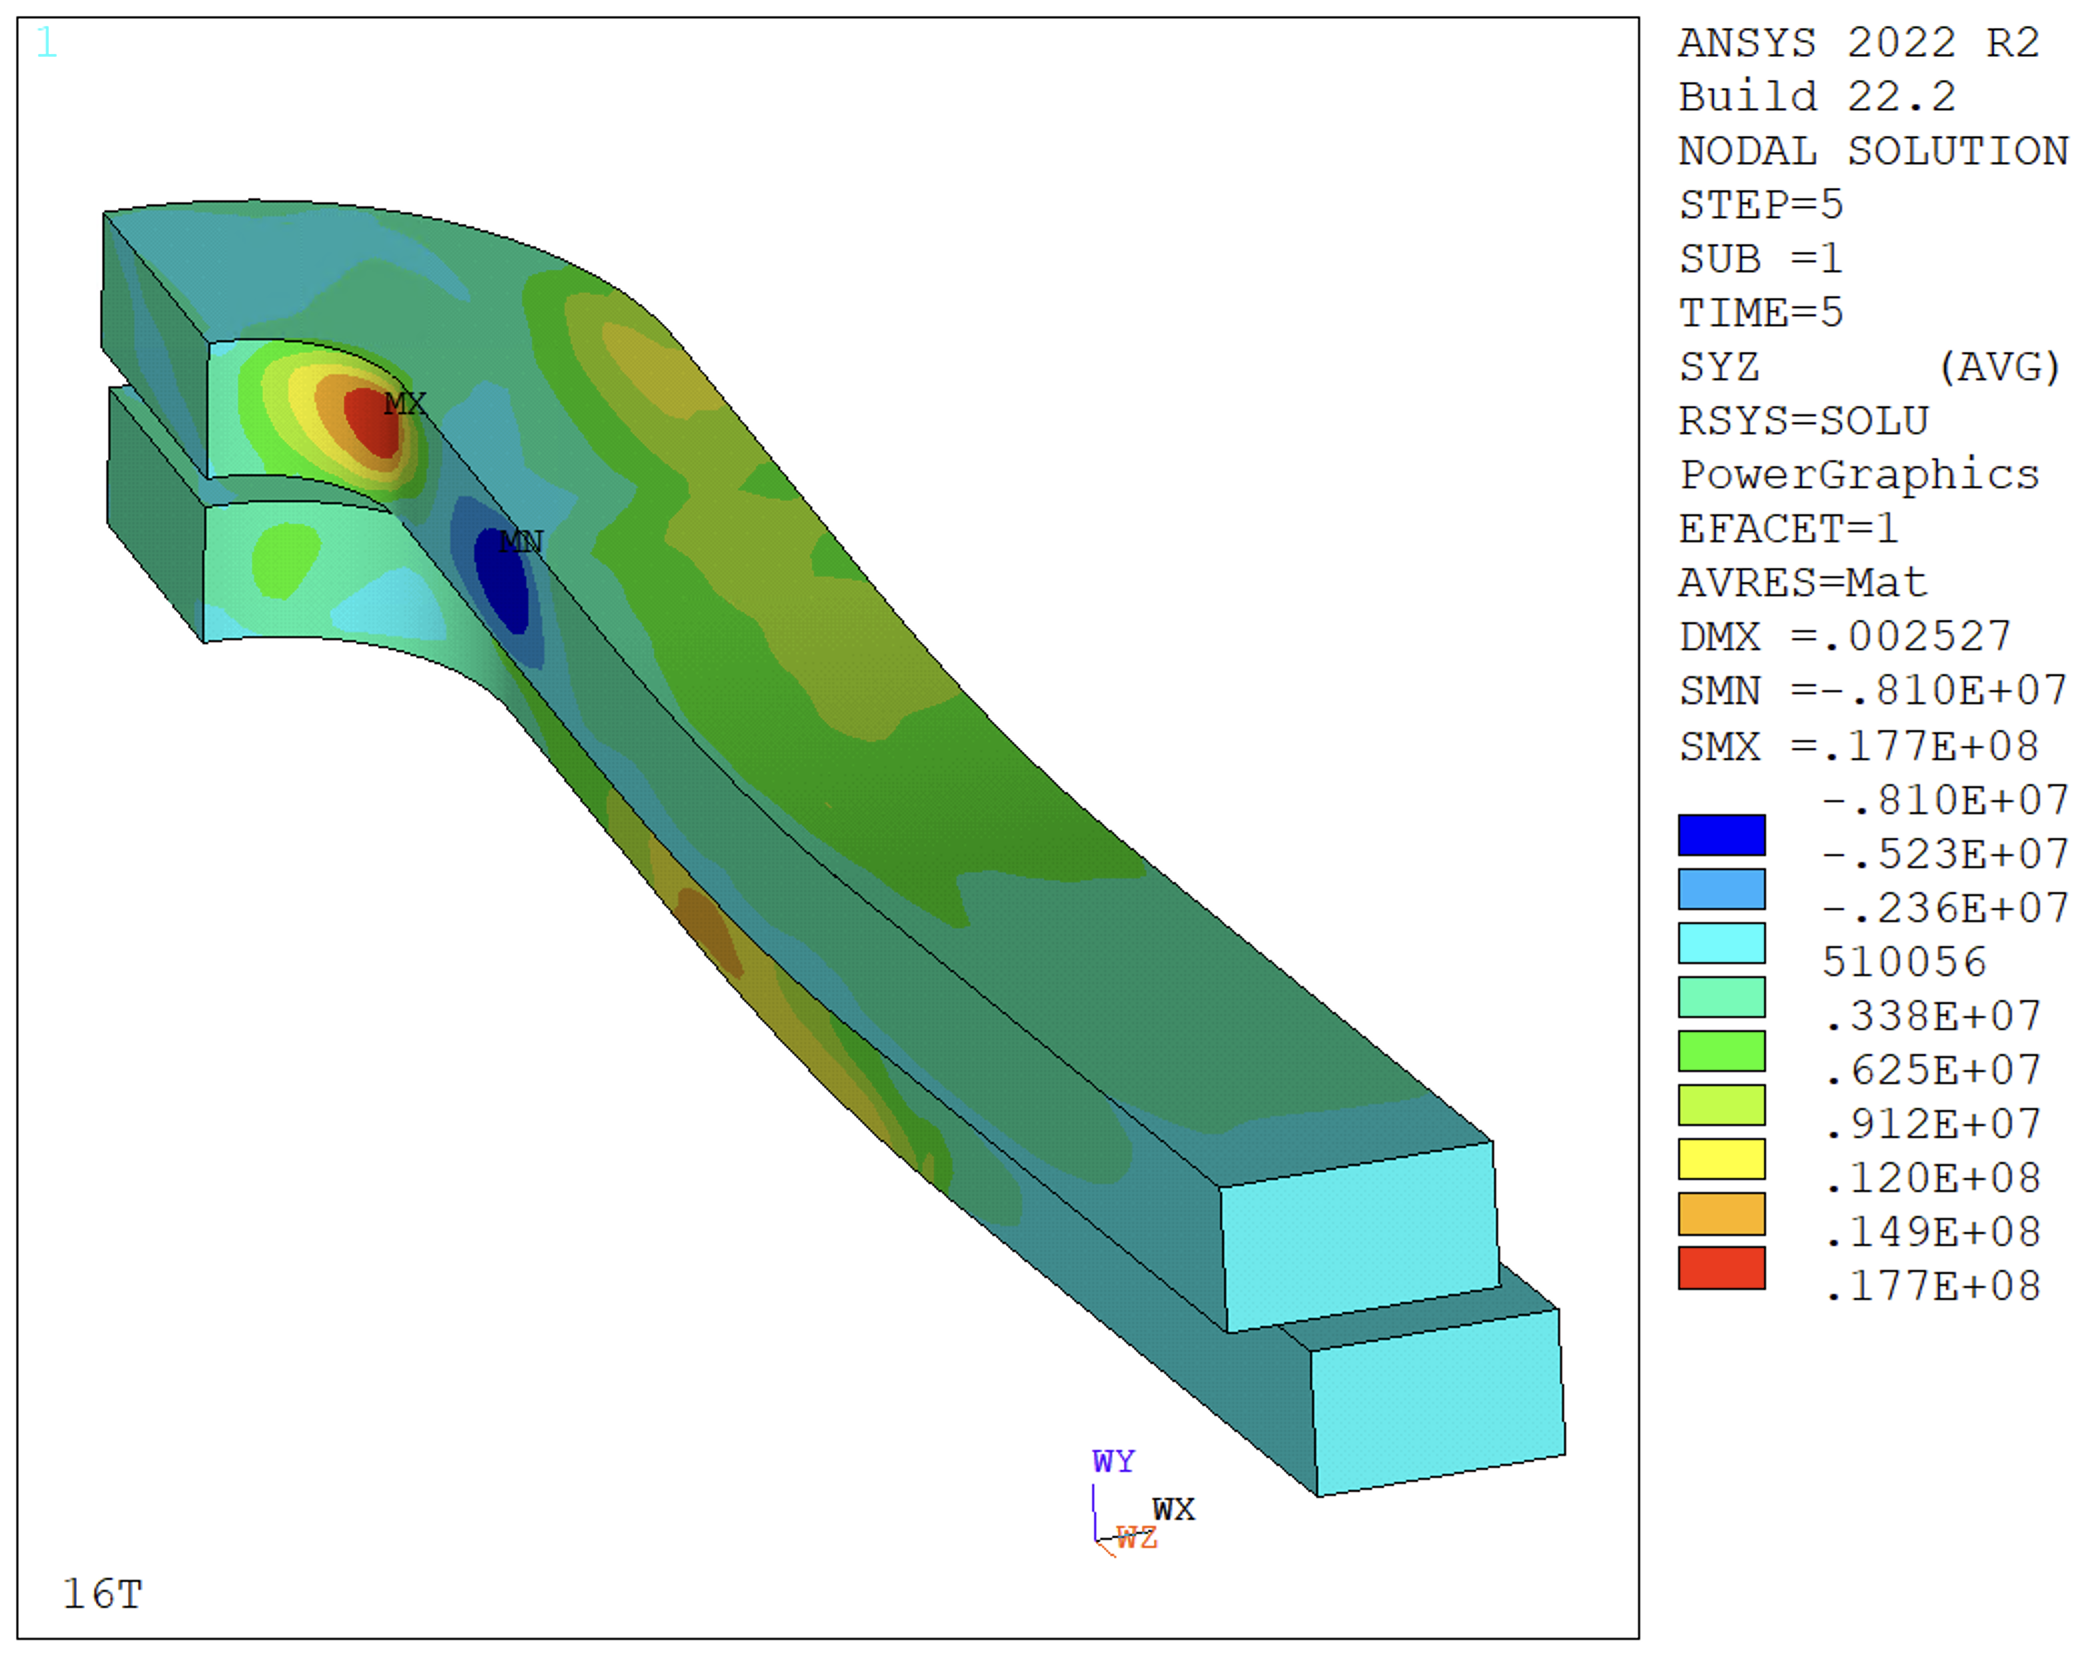 1
MX
MN
WY
WX
WZ
16T
ANSYS 2022 R2
Build 22.2
NODAL SOLUTION
STEP=5
SUB =1
TIME=5
SYZ (AVG)
RSYS=SOLU
PowerGraphics
EFACET=1
AVRES=Mat
DMX =.002527
SMN =-.810E+07
SMX =.177E+08
-.810E+07
-.523E+07
-.236E+07
510056
.338E+07
.625E+07
.912E+07
.120E+08
.149E+08
.177E+08